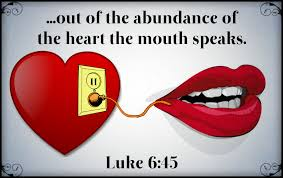 ...out of the abundance of
the heart the mouth speaks.
Luke 6:45